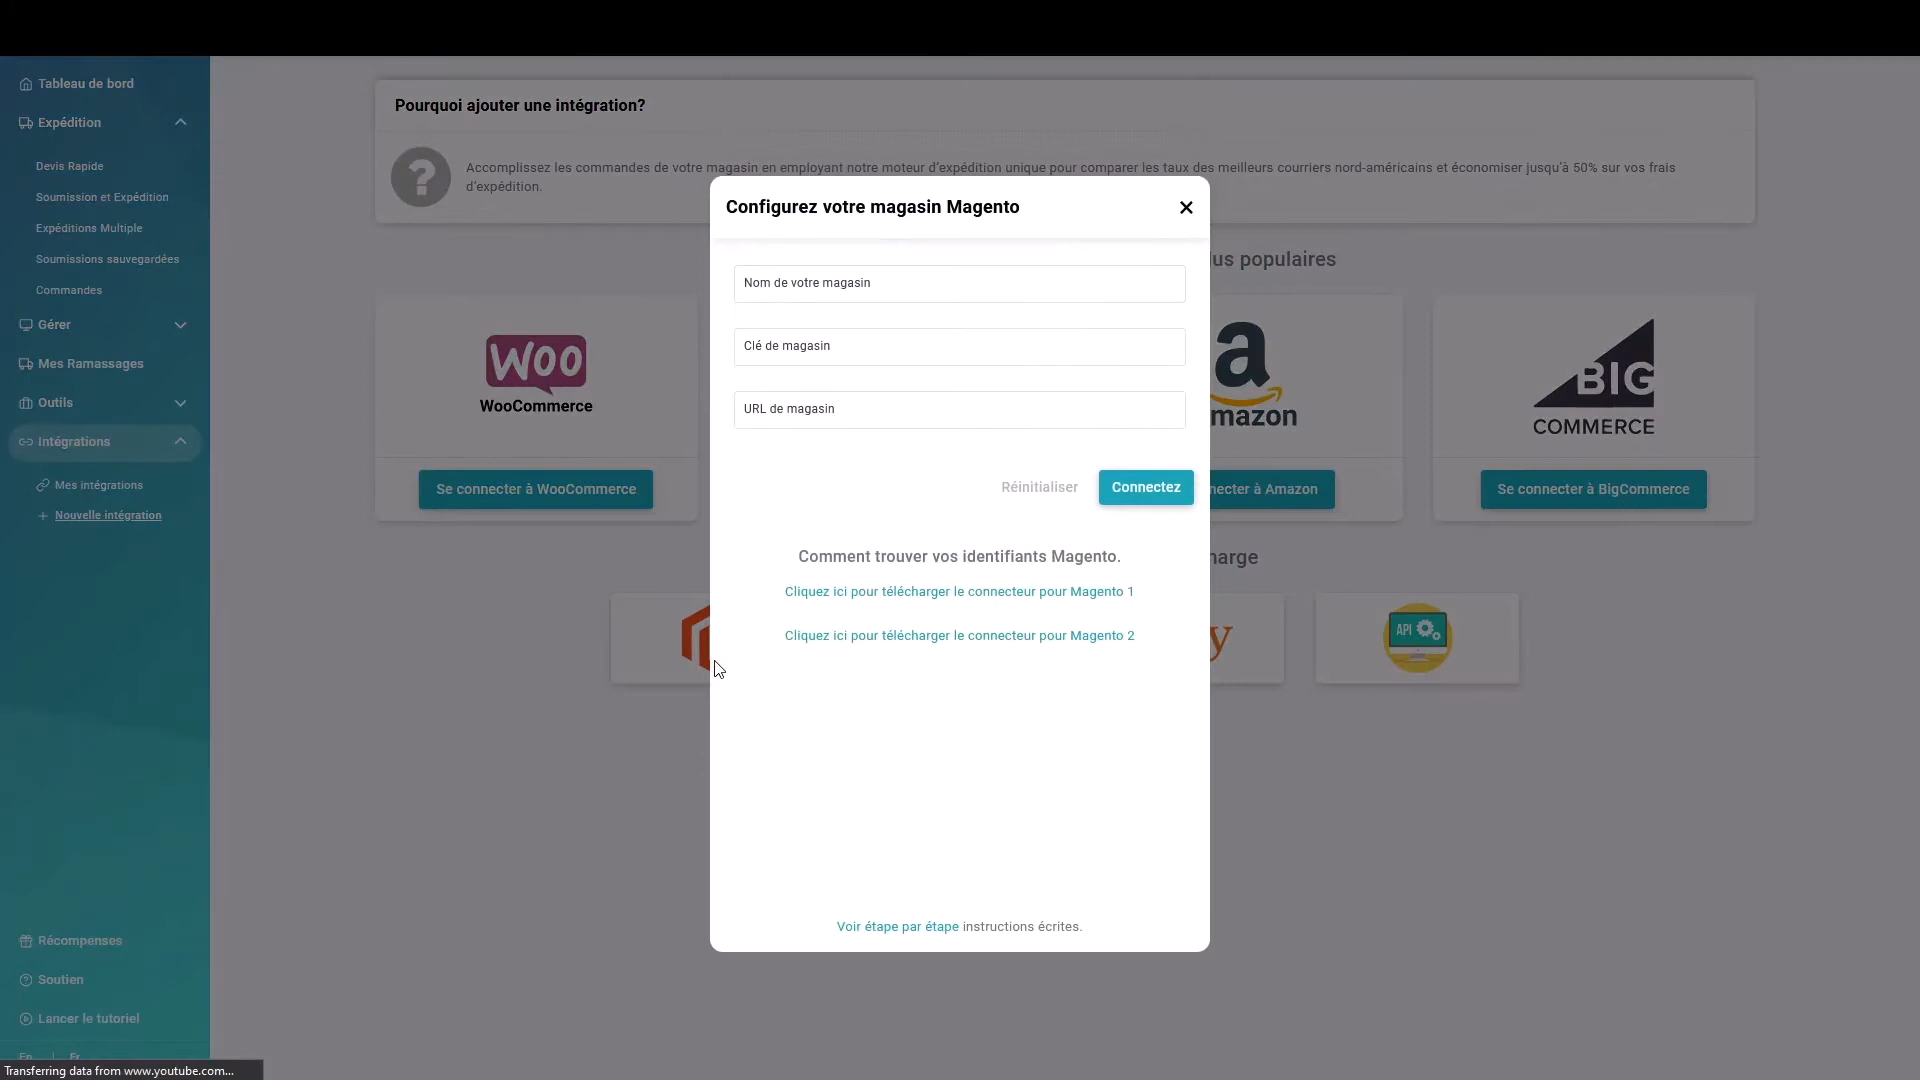 Tableau de bord
Expédition
Devis Rapide
Soumission et Expédition
Expéditions Multiple
Soumissions sauvegardées
Commandes
Gérer
Mes Ramassages
Outils
Intégrations
Mes intégrations
Nouvelle intégration
Récompenses
Soutien
Lancer le tutoriel
En | Fr
Transferring data from www.youtube.com...
Pourquoi ajouter une intégration?
Accomplissez les commandes de votre magasin en employant notre moteur d'expédition unique pour comparer les taux des meilleurs courriers nord-américains et économiser jusqu'à 50% sur vos frais
d'expédition.
lus populaires
WOO
WooCommerce
Se connecter à WooCommerce
a
mazon
necter à Amazon
BIG
COMMERCE
Se connecter à BigCommerce
harge
y
API
Configurez votre magasin Magento
Nom de votre magasin
Clé de magasin
URL de magasin
Réinitialiser
Connectez
Comment trouver vos identifiants Magento.
Cliquez ici pour télécharger le connecteur pour Magento 1
Cliquez ici pour télécharger le connecteur pour Magento 2
Voir étape par étape instructions écrites.